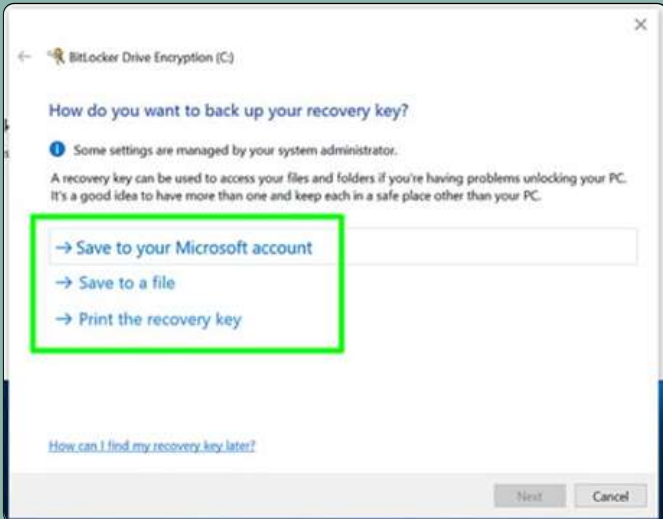 BitLocker Drive Encryption (C:)
How do you want to back up your recovery key?
Some settings are managed by your system administrator.
A recovery key can be used to access your files and folders if you're having problems unlocking your PC.
It's a good idea to have more than one and keep each in a safe place other than your PC.
→ Save to your Microsoft account
→ Save to a file
→ Print the recovery key
How can I find my recovery key later?
Next Cancel